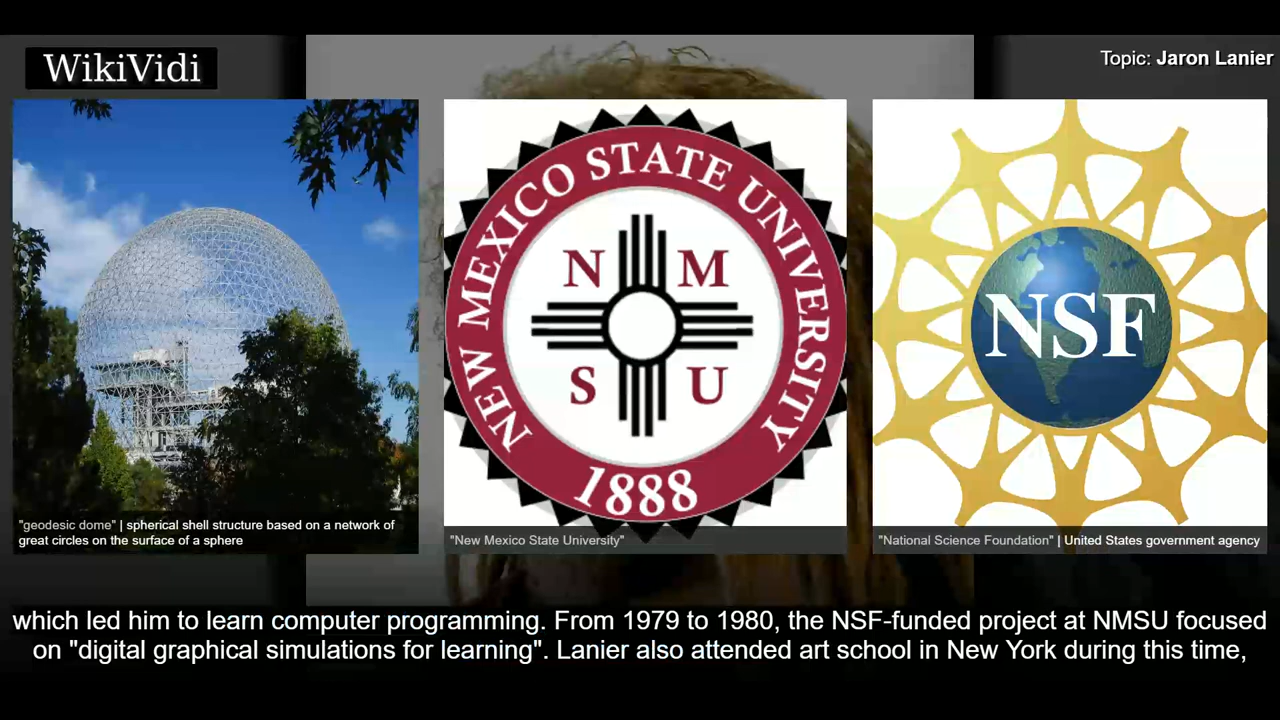 WikiVidi
Topic: Jaron Lanier
NEW MEXICO STATE UNIVERSITY
N M
S U
1888
NSF
"geodesic dome" | spherical shell structure based on a network of
great circles on the surface of a sphere
"New Mexico State University"
"National Science Foundation" | United States government agency
which led him to learn computer programming. From 1979 to 1980, the NSF-funded project at NMSU focused
on "digital graphical simulations for learning". Lanier also attended art school in New York during this time,